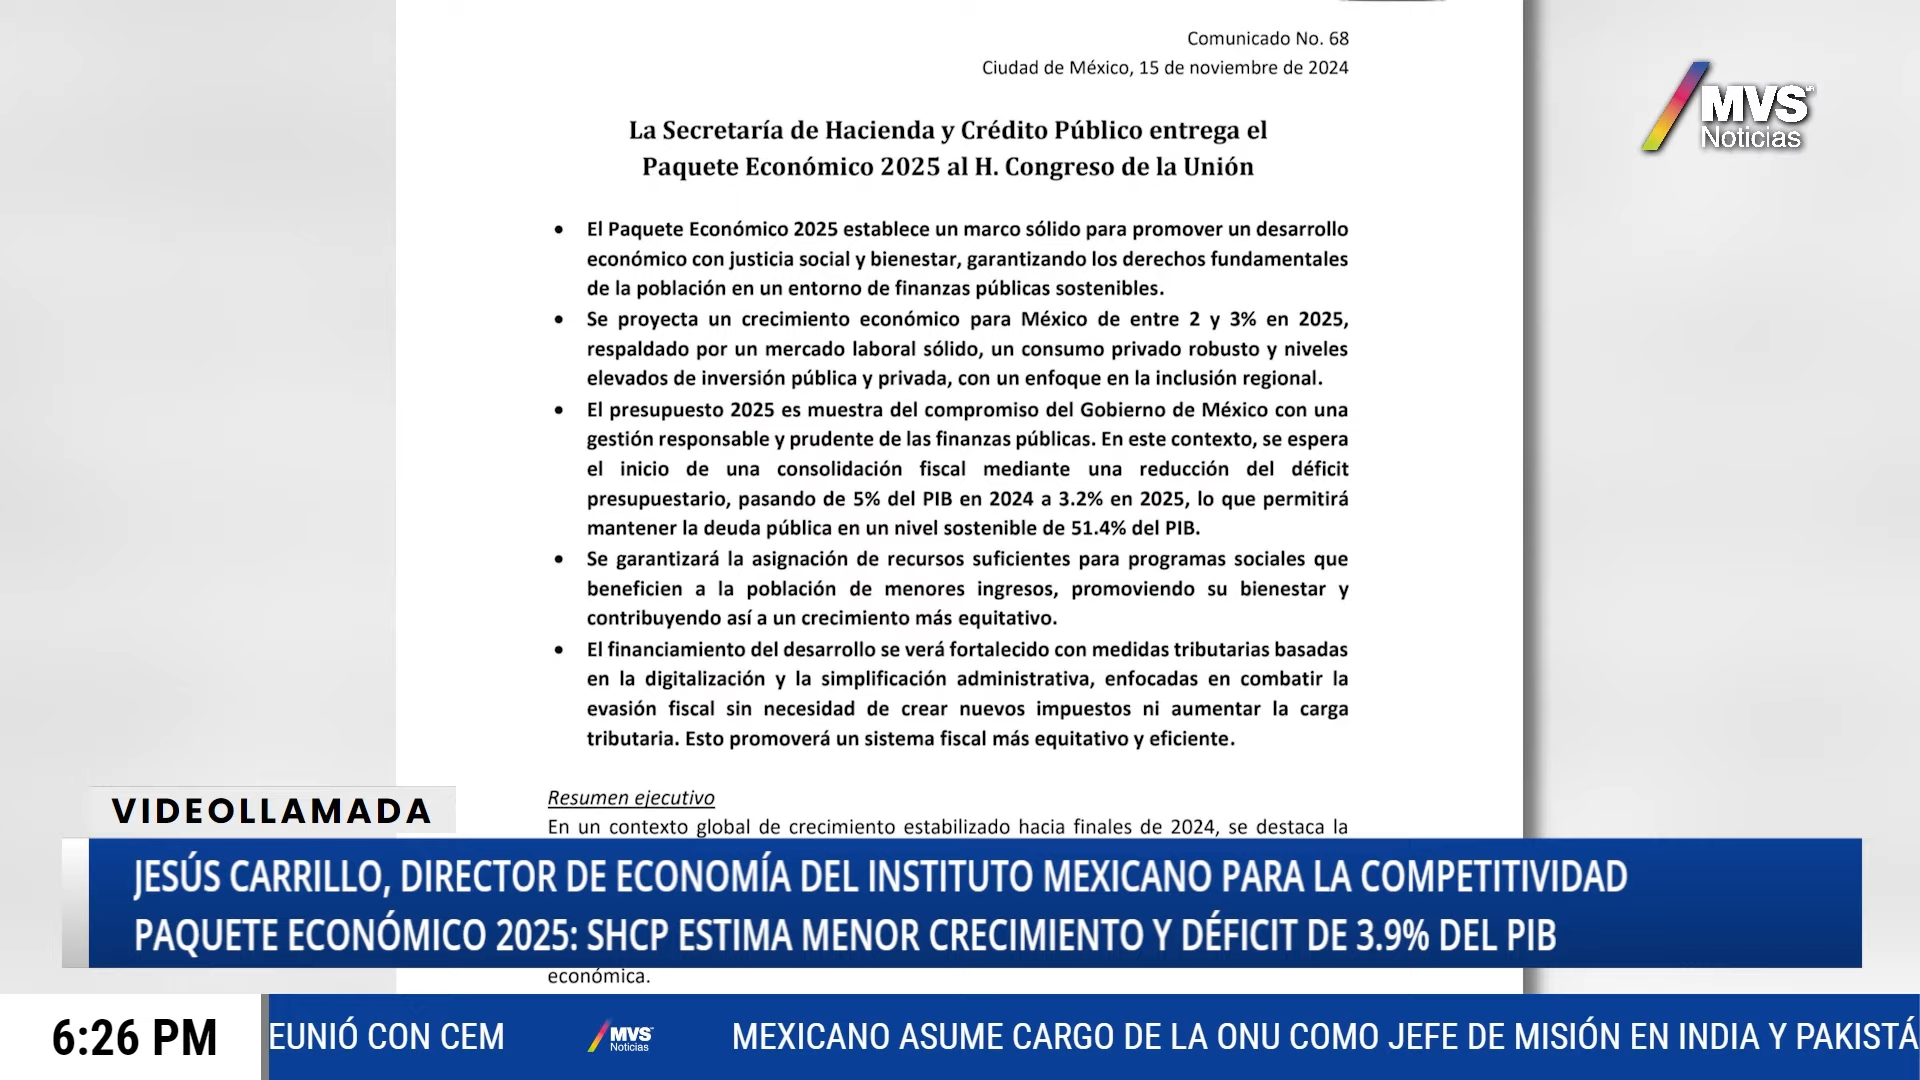 Comunicado No. 68
Ciudad de México, 15 de noviembre de 2024
MVS
Noticias
La Secretaría de Hacienda y Crédito Público entrega el
Paquete Económico 2025 al H. Congreso de la Unión
• El Paquete Económico 2025 establece un marco sólido para promover un desarrollo
económico con justicia social y bienestar, garantizando los derechos fundamentales
de la población en un entorno de finanzas públicas sostenibles.
• Se proyecta un crecimiento económico para México de entre 2 y 3% en 2025,
respaldado por un mercado laboral sólido, un consumo privado robusto y niveles
elevados de inversión pública y privada, con un enfoque en la inclusión regional.
• El presupuesto 2025 es muestra del compromiso del Gobierno de México con una
gestión responsable y prudente de las finanzas públicas. En este contexto, se espera
el inicio de una consolidación fiscal mediante una reducción del déficit
presupuestario, pasando de 5% del PIB en 2024 a 3.2% en 2025, lo que permitirá
mantener la deuda pública en un nivel sostenible de 51.4% del PIB.
• Se garantizará la asignación de recursos suficientes para programas sociales que
beneficien a la población de menores ingresos, promoviendo su bienestar y
contribuyendo así a un crecimiento más equitativo.
• El financiamiento del desarrollo se verá fortalecido con medidas tributarias basadas
en la digitalización y la simplificación administrativa, enfocadas en combatir la
evasión fiscal sin necesidad de crear nuevos impuestos ni aumentar la carga
tributaria. Esto promoverá un sistema fiscal más equitativo y eficiente.
Resumen ejecutivo
En un contexto global de crecimiento estabilizado hacia finales de 2024, se destaca la
VIDEOLLAMADA
JESÚS CARRILLO, DIRECTOR DE ECONOMÍA DEL INSTITUTO MEXICANO PARA LA COMPETITIVIDAD
PAQUETE ECONÓMICO 2025: SHCP ESTIMA MENOR CRECIMIENTO Y DÉFICIT DE 3.9% DEL PIB
económica.
6:26 PM
EUNIÓ CON CEM
MVS
Noticias
MEXICANO ASUME CARGO DE LA ONU COMO JEFE DE MISIÓN EN INDIA Y PAKISTÁ